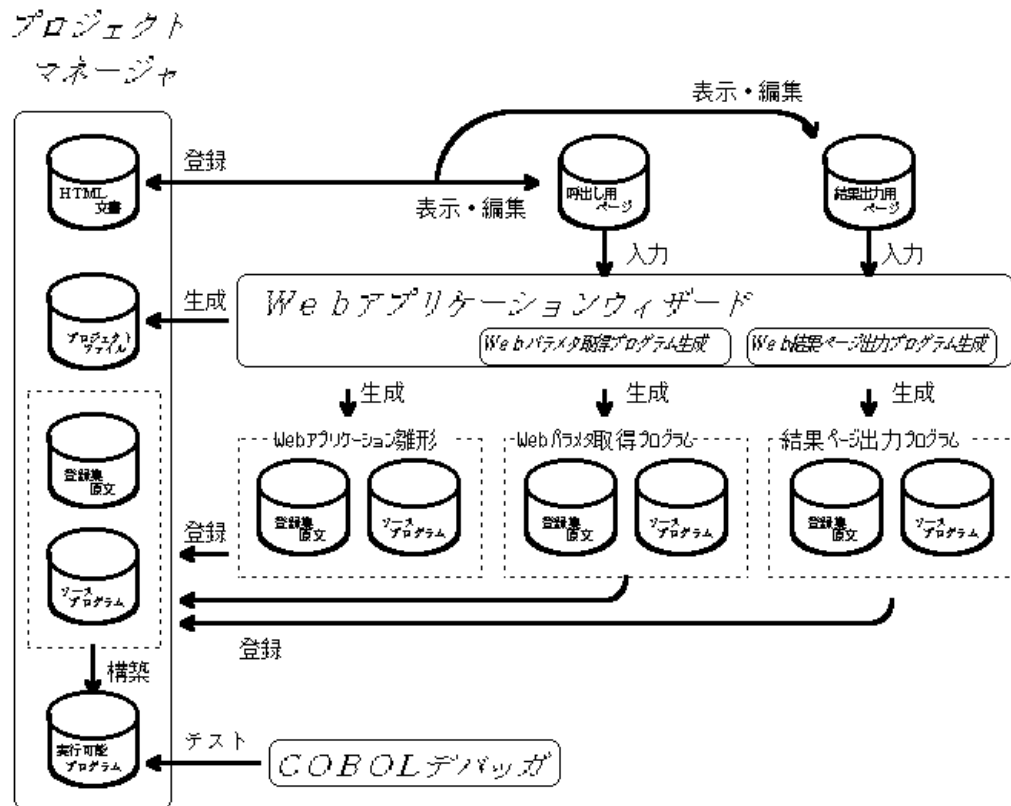 プロジェクト
マネージャ
表示・編集
登録
HTML
文書
表示・編集
呼出し用
ページ
結果出力用
ページ
入力
入力
生成
Webアプリケーションウィザード
プロジェクト
ファイル
Webパラメタ取得プログラム生成
Web結果ページ出力プログラム生成
生成
生成
生成
Webアプリケーション雛形
Webパラメタ取得プログラム
結果ページ出力プログラム
登録集
原文
登録集
原文
ソース
プログラム
登録集
原文
ソース
プログラム
登録集
原文
ソース
プログラム
登録
ソース
プログラム
登録
構築
実行可能
プログラム
テスト
COBOLデバッガ